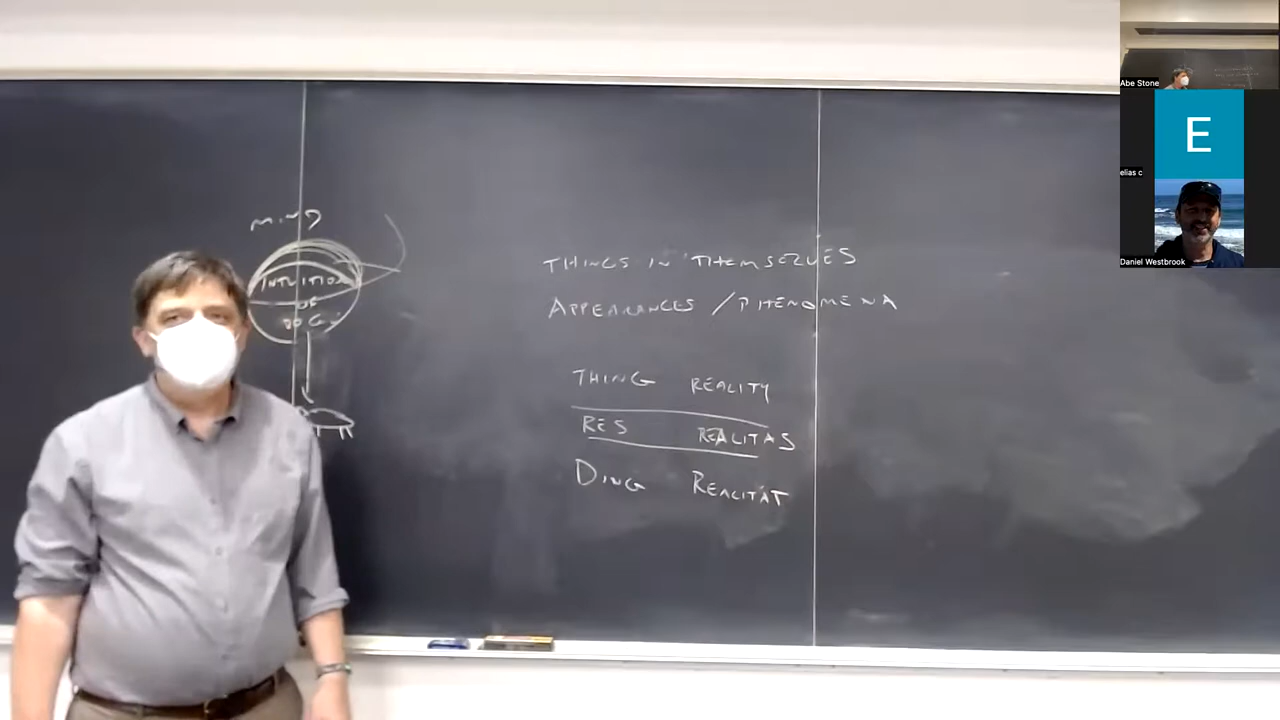 MIND
INTUITION
OF
DOG
THINGS IN THEMSELVES
APPEARANCES / PHENOMENA
THING REALITY
RES REALITAS
DING REALITÄT
Abe Stone
E
elias c
Daniel Westbrook